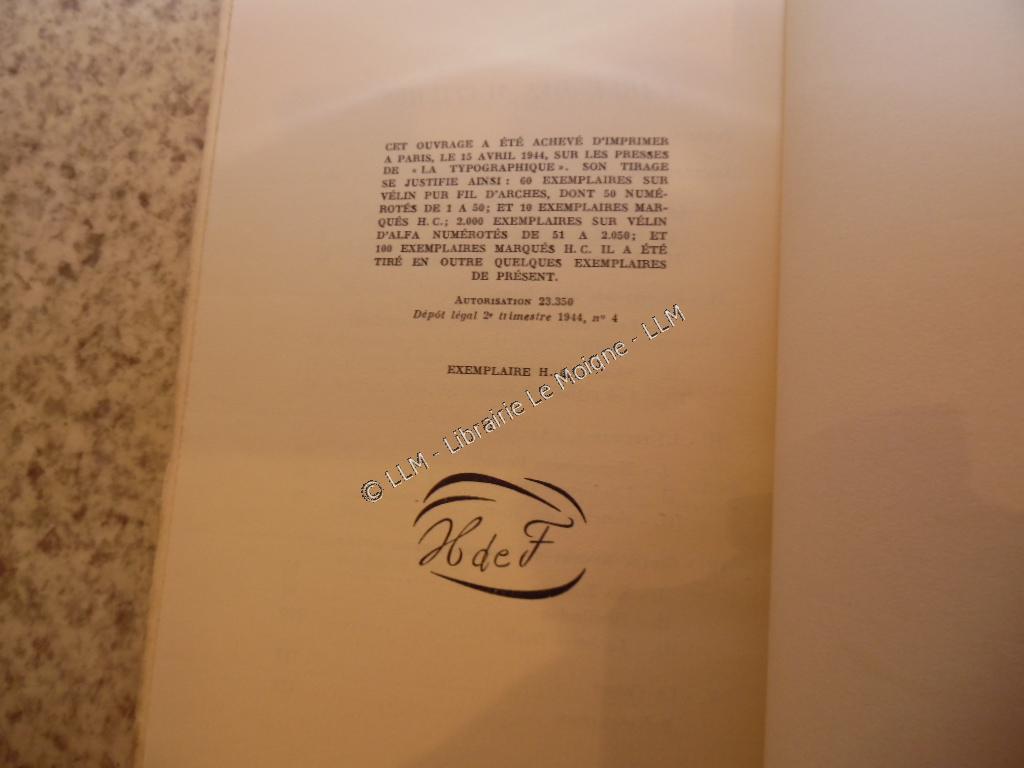 CET OUVRAGE A ÉTÉ ACHEVÉ D'IMPRIMER
A PARIS, LE 15 AVRIL 1944, SUR LES PRESSES
DE « LA TYPOGRAPHIQUE ». SON TIRAGE
SE JUSTIFIE AINSI : 60 EXEMPLAIRES SUR
VÉLIN PUR FIL D'ARCHES, DONT 50 NUMÉ-
ROTÉS DE 1 A 50; ET 10 EXEMPLAIRES MAR-
QUÉS H.C.; 2.000 EXEMPLAIRES SUR VÉLIN
D'ALFA NUMÉROTÉS DE 51 A 2.050; ET
100 EXEMPLAIRES MARQUÉS H.C. IL A ÉTÉ
TIRÉ EN OUTRE QUELQUES EXEMPLAIRES
DE PRÉSENT.
AUTORISATION 23.350
Dépôt légal 2e trimestre 1944, no 4
EXEMPLAIRE H.
© LLM - Librairie Le Moigne - LLM
H de F